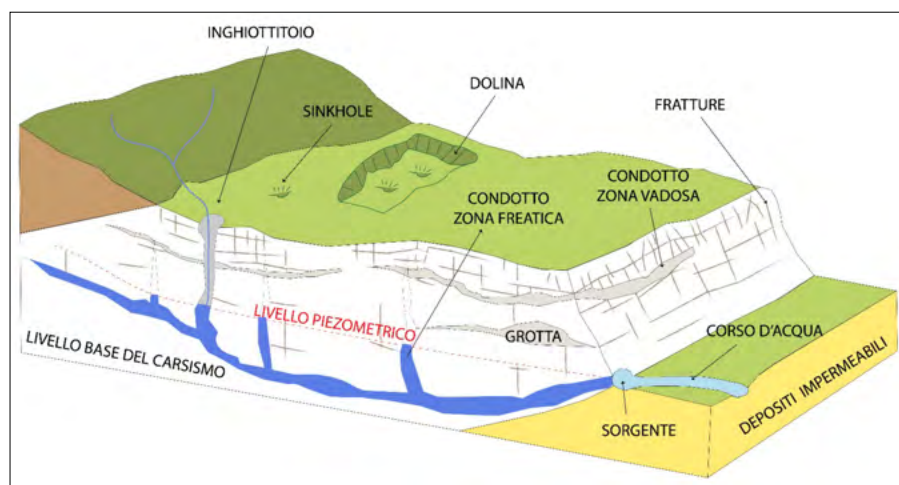 INGHIOTTITOIO
SINKHOLE
DOLINA
FRATTURE
CONDOTTO
ZONA FREATICA
CONDOTTO
ZONA VADOSA
LIVELLO PIEZOMETRICO
GROTTA
CORSO D'ACQUA
LIVELLO BASE DEL CARSISMO
SORGENTE
DEPOSITI IMPERMEABILI